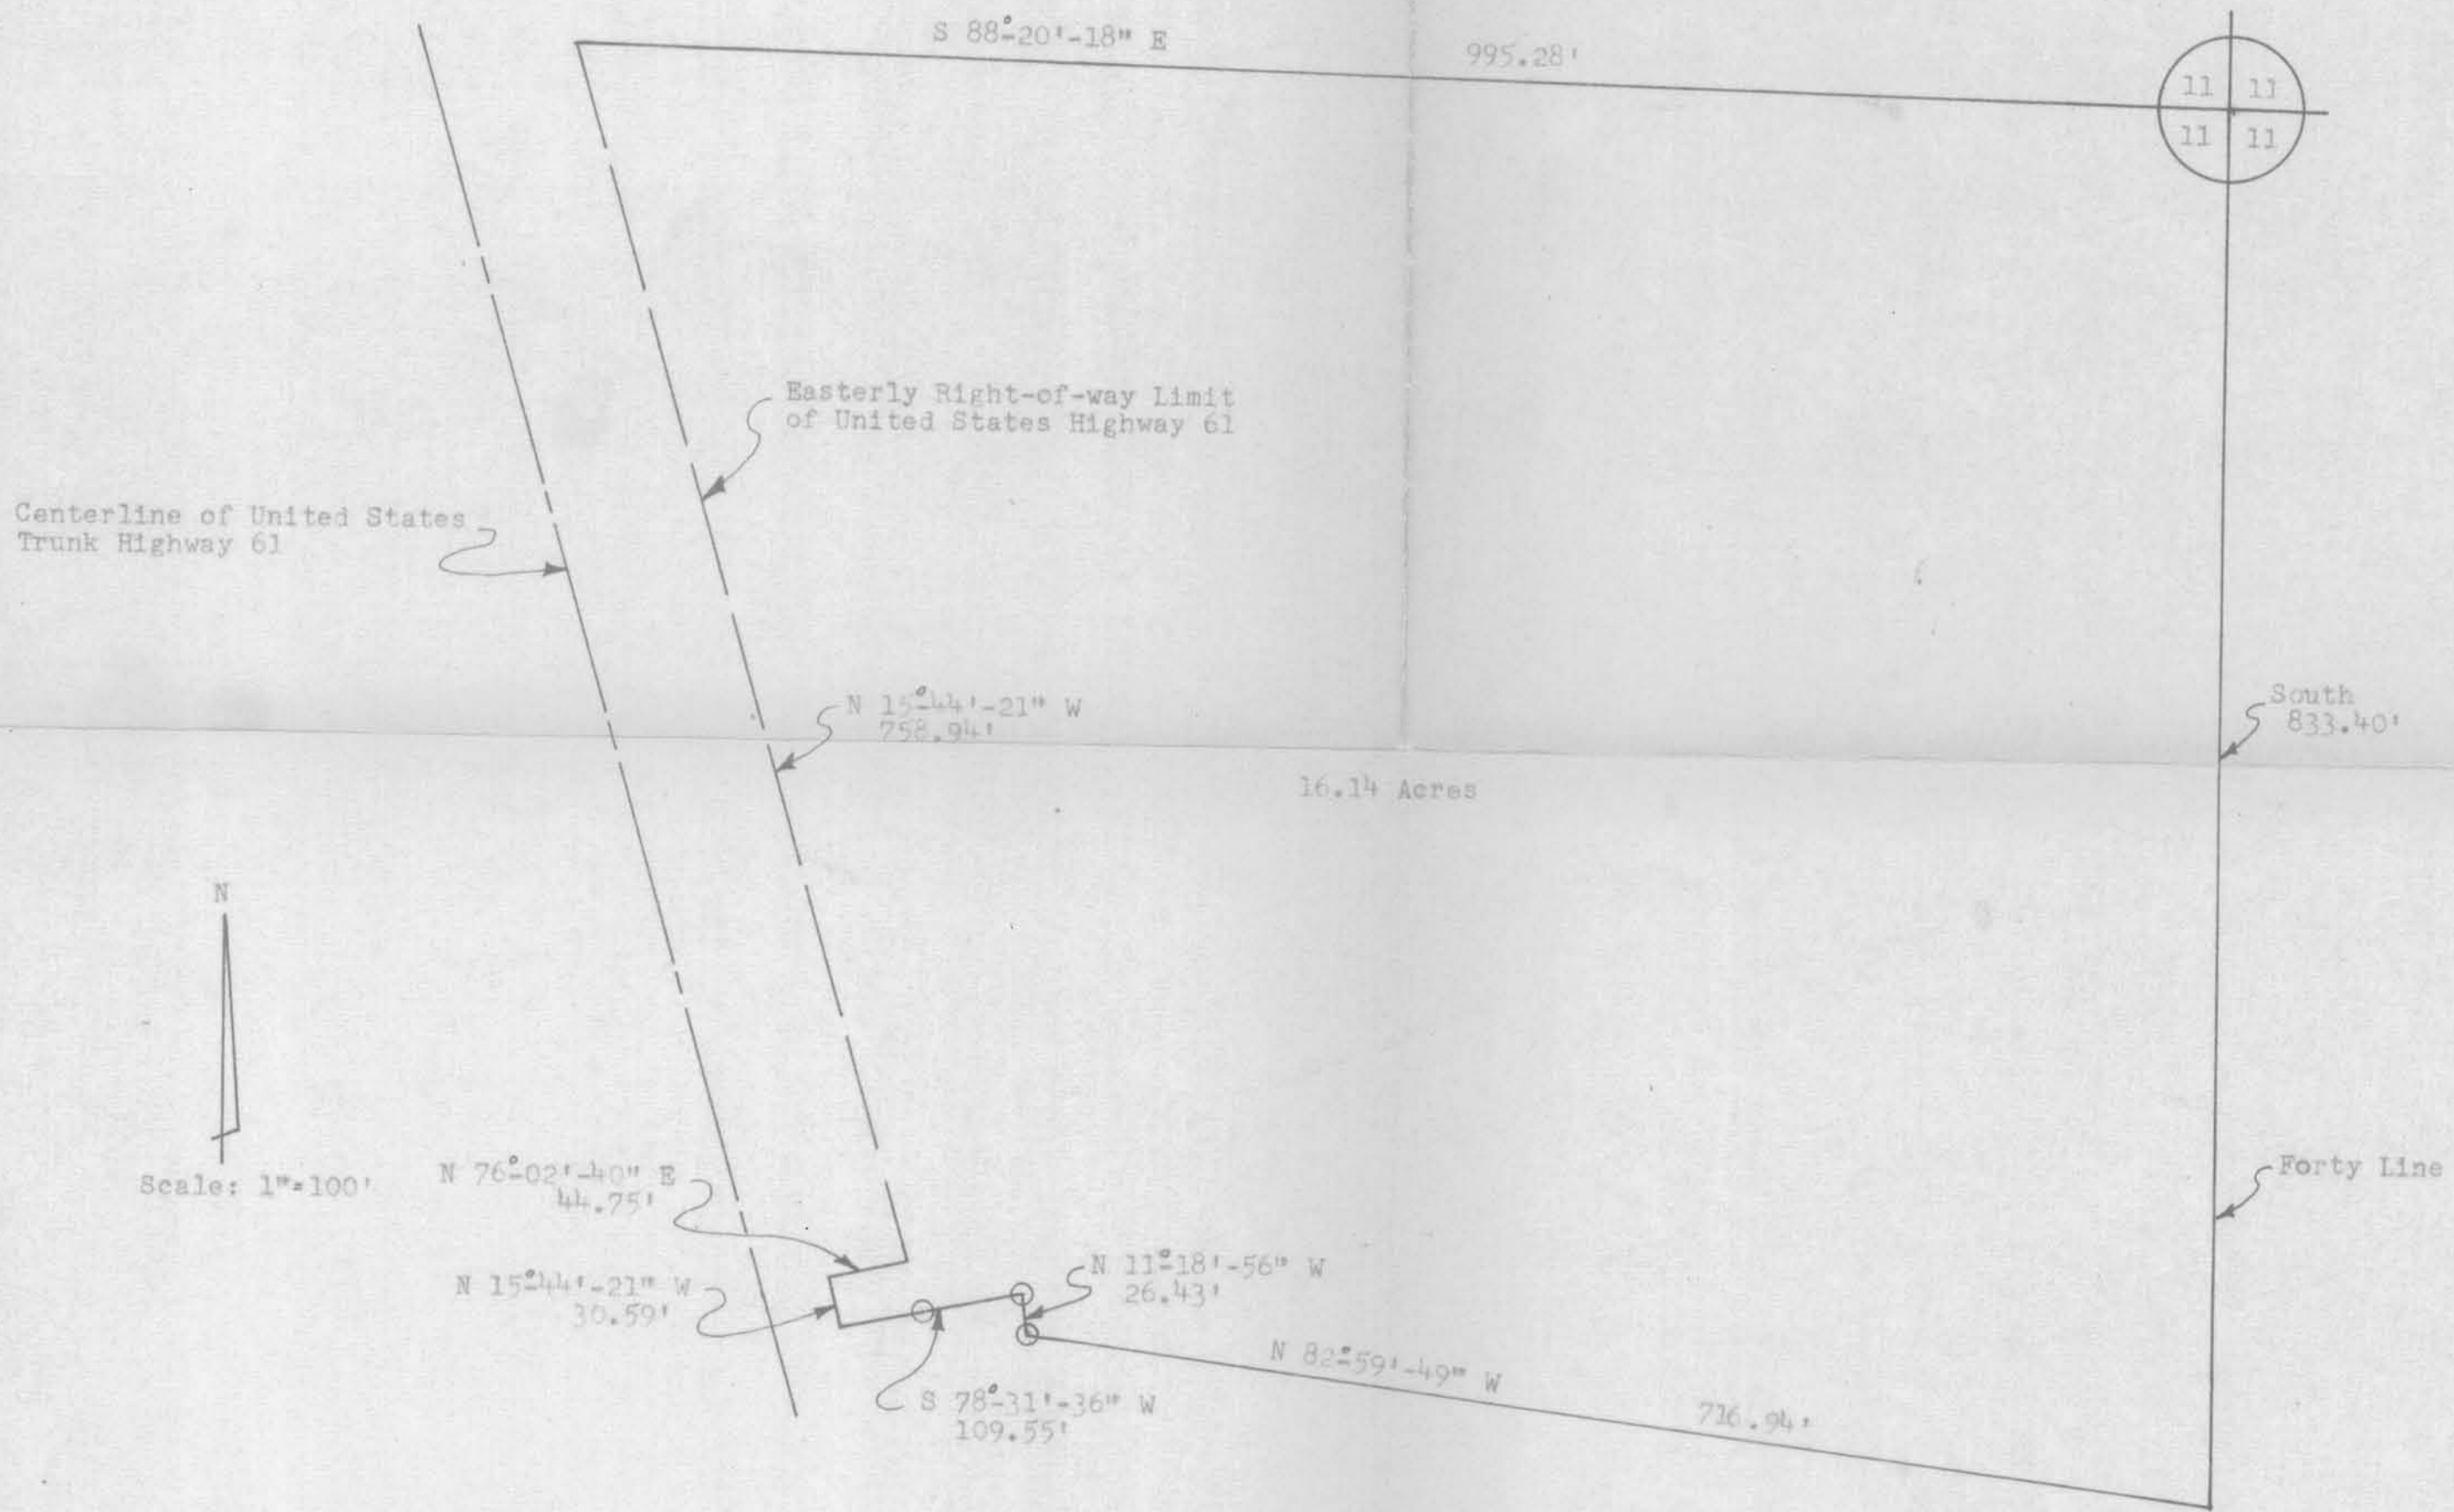 S 88°-20'-18" E
995.28'
11 11
11 11
Easterly Right-of-way Limit
of United States Highway 61
Centerline of United States
Trunk Highway 61
N 15°-44'-21" W
758.94'
South
833.40'
16.14 Acres
N
Scale: 1"=100'
N 76°-02'-40" E
44.75'
Forty Line
N 15°-44'-21" W
30.59'
N 11°-18'-56" W
26.43'
N 82°-59'-49" W
716.94'
S 78°-31'-36" W
109.55'